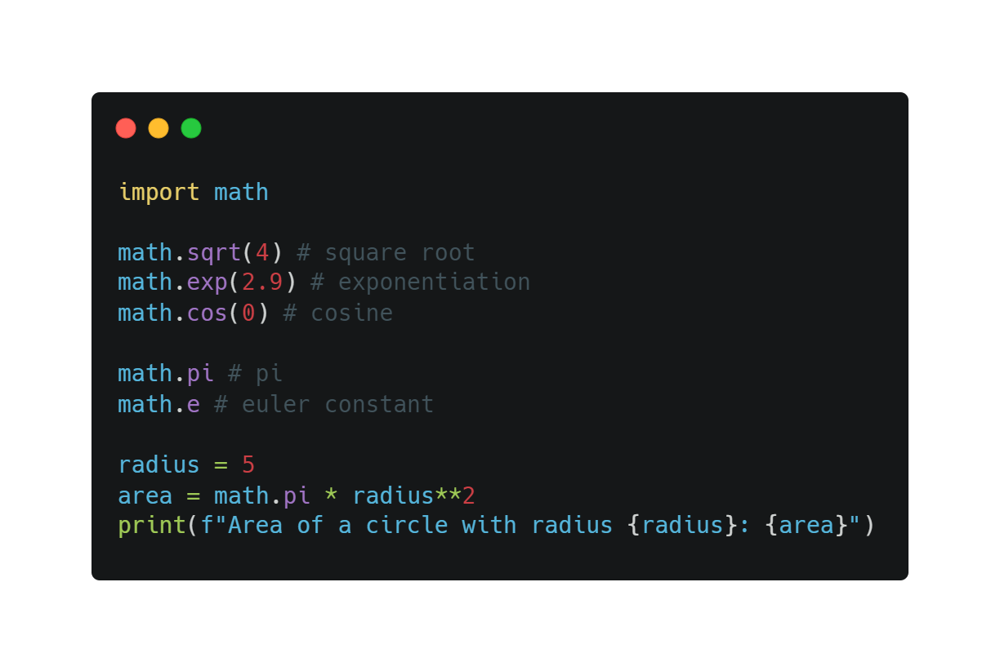 import math
math.sqrt(4) # square root
math.exp(2.9) # exponentiation
math.cos(0) # cosine
math.pi # pi
math.e # euler constant
radius = 5
area = math.pi * radius**2
print(f"Area of a circle with radius {radius}: {area}")